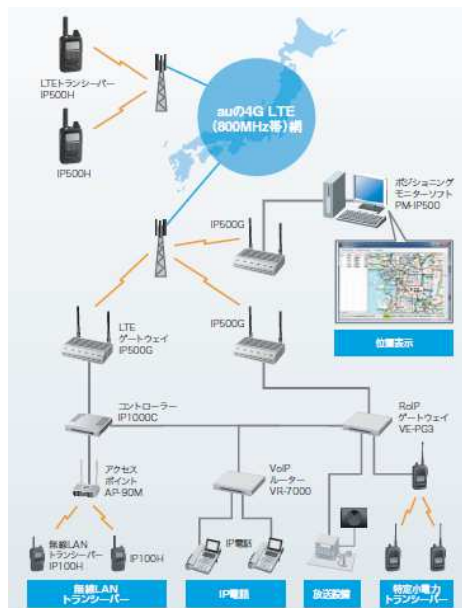 LTEトランシーバー
IP500H
IP500H
auの4G LTE
（800MHz帯）網
ポジショニング
モニターソフト
PM-IP500
IP500G
位置表示
LTE
ゲートウェイ
IP500G
IP500G
コントローラー
IP1000C
RoIP
ゲートウェイ
VE-PG3
アクセス
ポイント
AP-90M
VoIP
ルーター
VR-7000
無線LAN
トランシーバー
IP100H
IP100H
IP電話
無線LAN
トランシーバー
IP電話
放送設備
特定小電力
トランシーバー